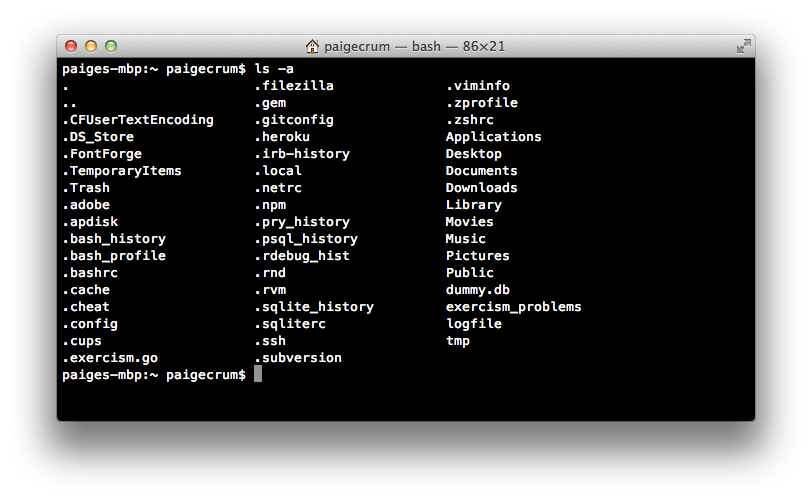 paigecrum — bash — 86×21
paiges-mbp:~ paigecrum$ ls -a
. .filezilla .viminfo
.. .gem .zprofile
.CFUserTextEncoding .gitconfig .zshrc
.DS_Store .heroku Applications
.FontForge .irb-history Desktop
.TemporaryItems .local Documents
.Trash .netrc Downloads
.adobe .npm Library
.apdisk .pry_history Movies
.bash_history .psql_history Music
.bash_profile .rdebug_hist Pictures
.bashrc .rnd Public
.cache .rvm dummy.db
.cheat .sqlite_history exercism_problems
.config .sqliterc logfile
.cups .ssh tmp
.exercism.go .subversion
paiges-mbp:~ paigecrum$